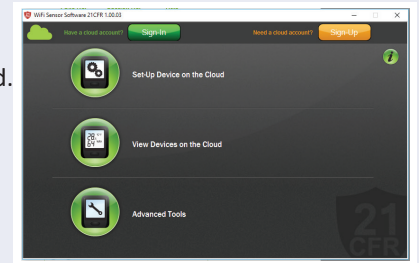 WiFi Sensor Software 21CFR 1.00.03
Have a cloud account? Sign-In Need a cloud account? Sign-Up
d.
Set-Up Device on the Cloud
View Devices on the Cloud
Advanced Tools
21
CFR